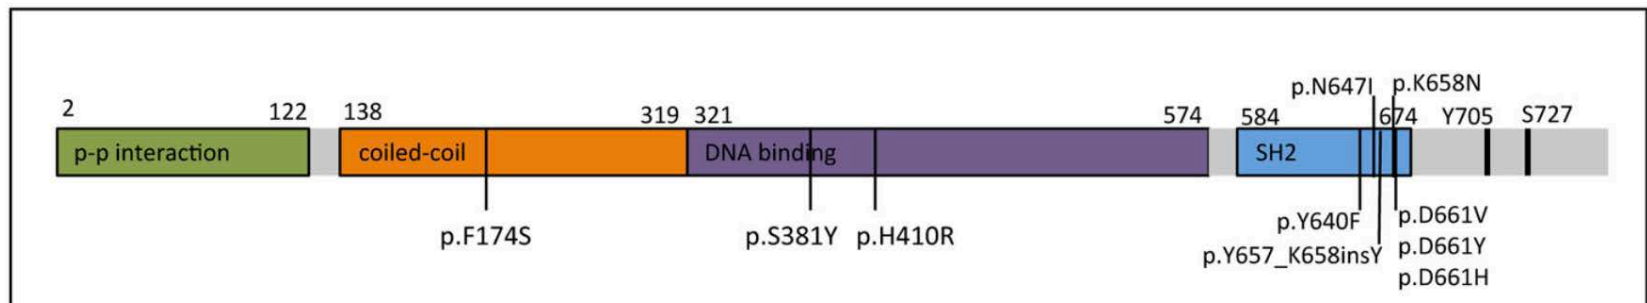 p.N647I p.K658N
2 122 138 319 321 574 584 674 Y705 S727
p-p interaction coiled-coil DNA binding SH2
p.F174S p.S381Y p.H410R p.Y640F p.D661V
p.Y657_K658insY p.D661Y
p.D661H